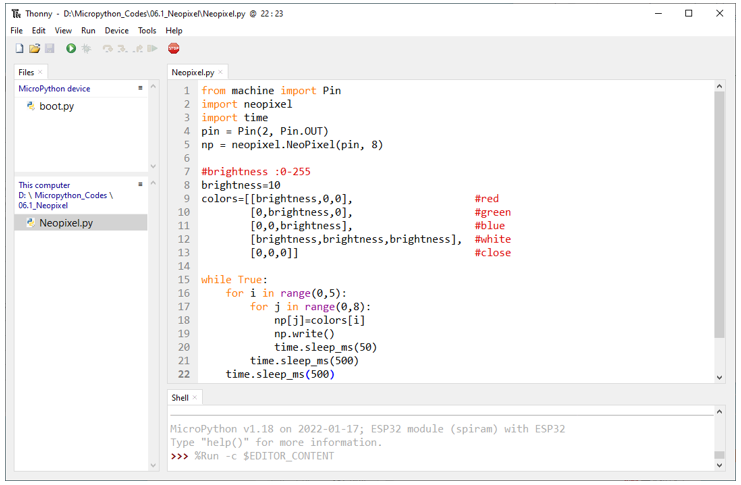 Thonny - D:\Micropython_Codes\06.1_Neopixel\Neopixel.py @ 22 : 23
File Edit View Run Device Tools Help
STOP
Files ×
MicroPython device ≡
boot.py
This computer ≡
D: \ Micropython_Codes \
06.1_Neopixel
Neopixel.py
Neopixel.py ×
1 from machine import Pin
2 import neopixel
3 import time
4 pin = Pin(2, Pin.OUT)
5 np = neopixel.NeoPixel(pin, 8)
6
7 #brightness :0-255
8 brightness=10
9 colors=[[brightness,0,0], #red
10 [0,brightness,0], #green
11 [0,0,brightness], #blue
12 [brightness,brightness,brightness], #white
13 [0,0,0]] #close
14
15 while True:
16 for i in range(0,5):
17 for j in range(0,8):
18 np[j]=colors[i]
19 np.write()
20 time.sleep_ms(50)
21 time.sleep_ms(500)
22 time.sleep_ms(500)
Shell ×
MicroPython v1.18 on 2022-01-17; ESP32 module (spiram) with ESP32
Type "help()" for more information.
>>> %Run -c $EDITOR_CONTENT